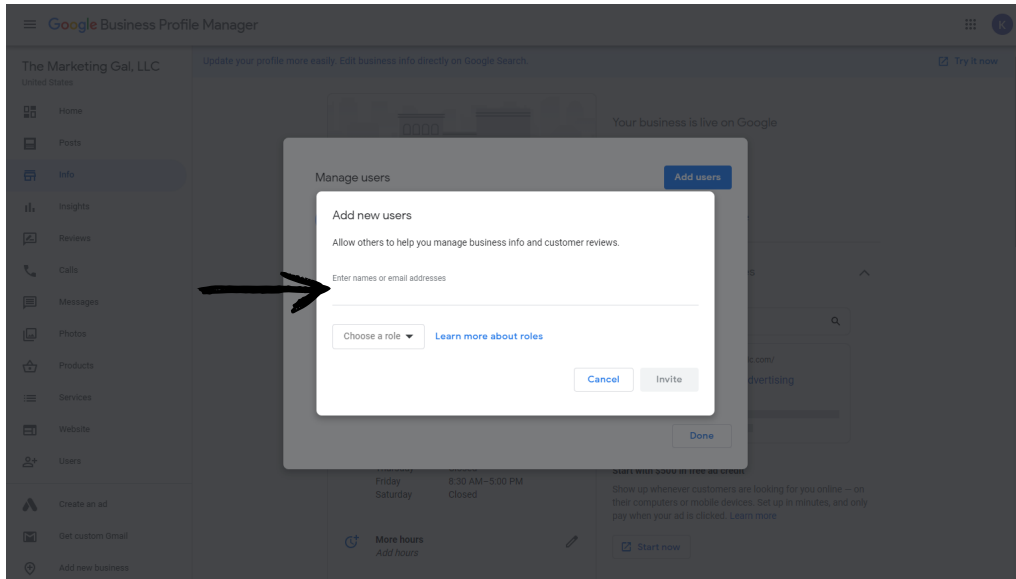 Google Business Profile Manager
K
The Marketing Gal, LLC
United States
Update your profile more easily. Edit business info directly on Google Search.
Try it now
Home
Posts
Info
Insights
Reviews
Calls
Messages
Photos
Products
Services
Website
Users
Create an ad
Get custom Gmail
Add new business
Your business is live on Google
Manage users
Add users
Add new users
Allow others to help you manage business info and customer reviews.
Enter names or email addresses
Choose a role
Learn more about roles
Cancel
Invite
Done
Friday 8:30 AM–5:00 PM
Saturday Closed
More hours
Add hours
dvertising
Start with $500 in free ad credit
Show up whenever customers are looking for you online — on
their computers or mobile devices. Set up in minutes, and only
pay when your ad is clicked. Learn more
Start now